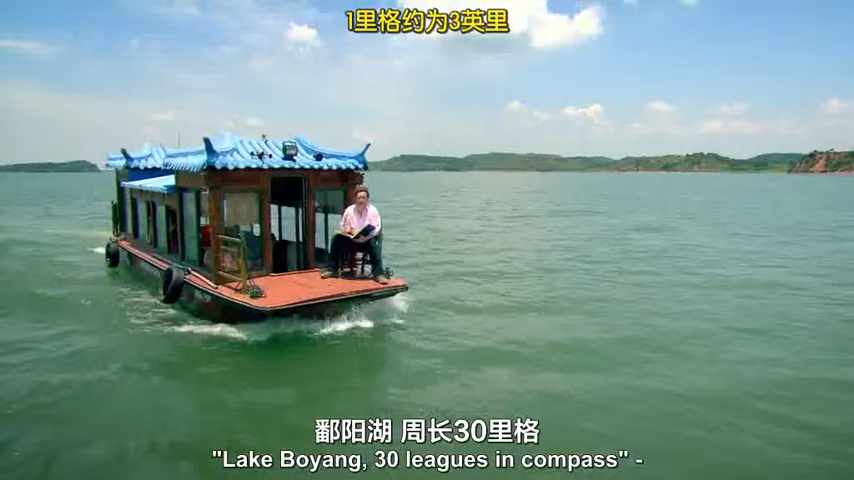 1里格约为3英里
鄱阳湖 周长30里格
"Lake Boyang, 30 leagues in compass" -